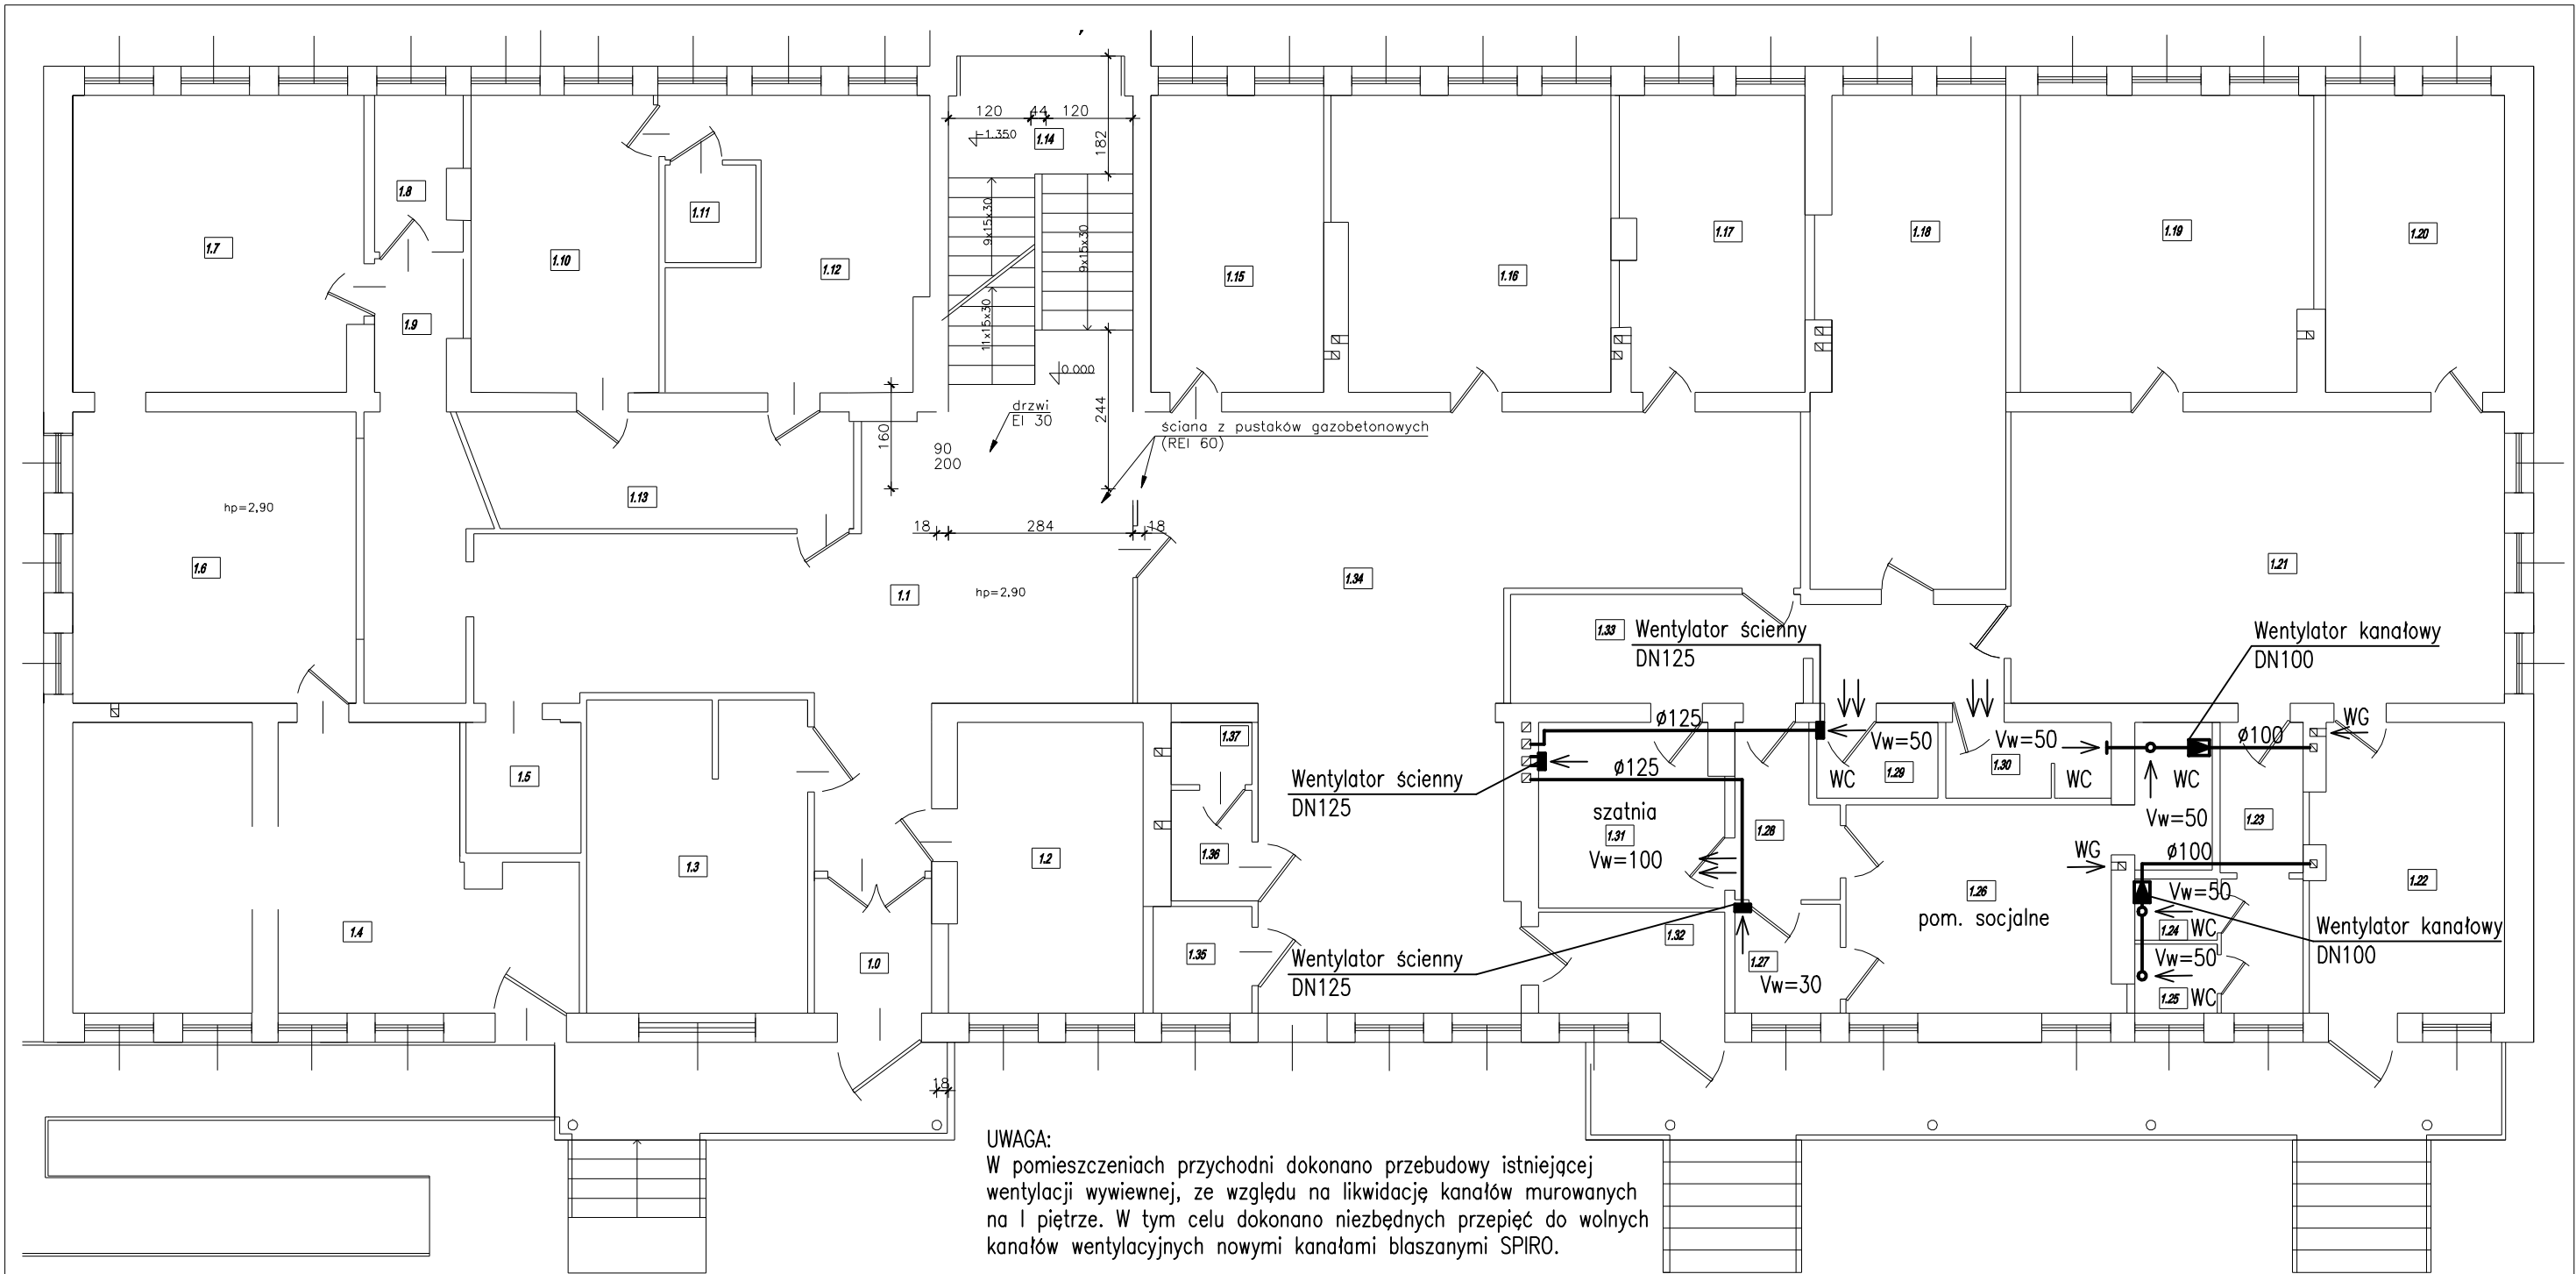 120
44
120
-1.350
1.14
182
9x15x30
9x15x30
11x15x30
0.000
244
160
drzwi
EI 30
90
200
ściana z pustaków gazobetonowych
(REI 60)
18
284
18
1.7
1.8
1.9
1.10
1.11
1.12
1.13
1.15
1.16
1.17
1.18
1.19
1.20
hp=2,90
1.6
1.1
hp=2,90
1.34
1.21
1.33
Wentylator ścienny
DN125
Wentylator kanałowy
DN100
1.5
1.3
1.4
1.0
1.2
1.37
1.36
1.35
Wentylator ścienny
DN125
Wentylator ścienny
DN125
ø125
ø125
szatnia
1.31
Vw=100
1.32
1.28
1.27
Vw=30
Vw=50
WC
1.29
Vw=50
1.30
WC
WC
Vw=50
ø100
WG
1.23
WG
ø100
1.26
pom. socjalne
Vw=50
1.24
WC
Vw=50
1.25
WC
1.22
Wentylator kanałowy
DN100
18
UWAGA:
W pomieszczeniach przychodni dokonano przebudowy istniejącej
wentylacji wywiewnej, ze względu na likwidację kanałów murowanych
na I piętrze. W tym celu dokonano niezbędnych przepięć do wolnych
kanałów wentylacyjnych nowymi kanałami blaszanymi SPIRO.